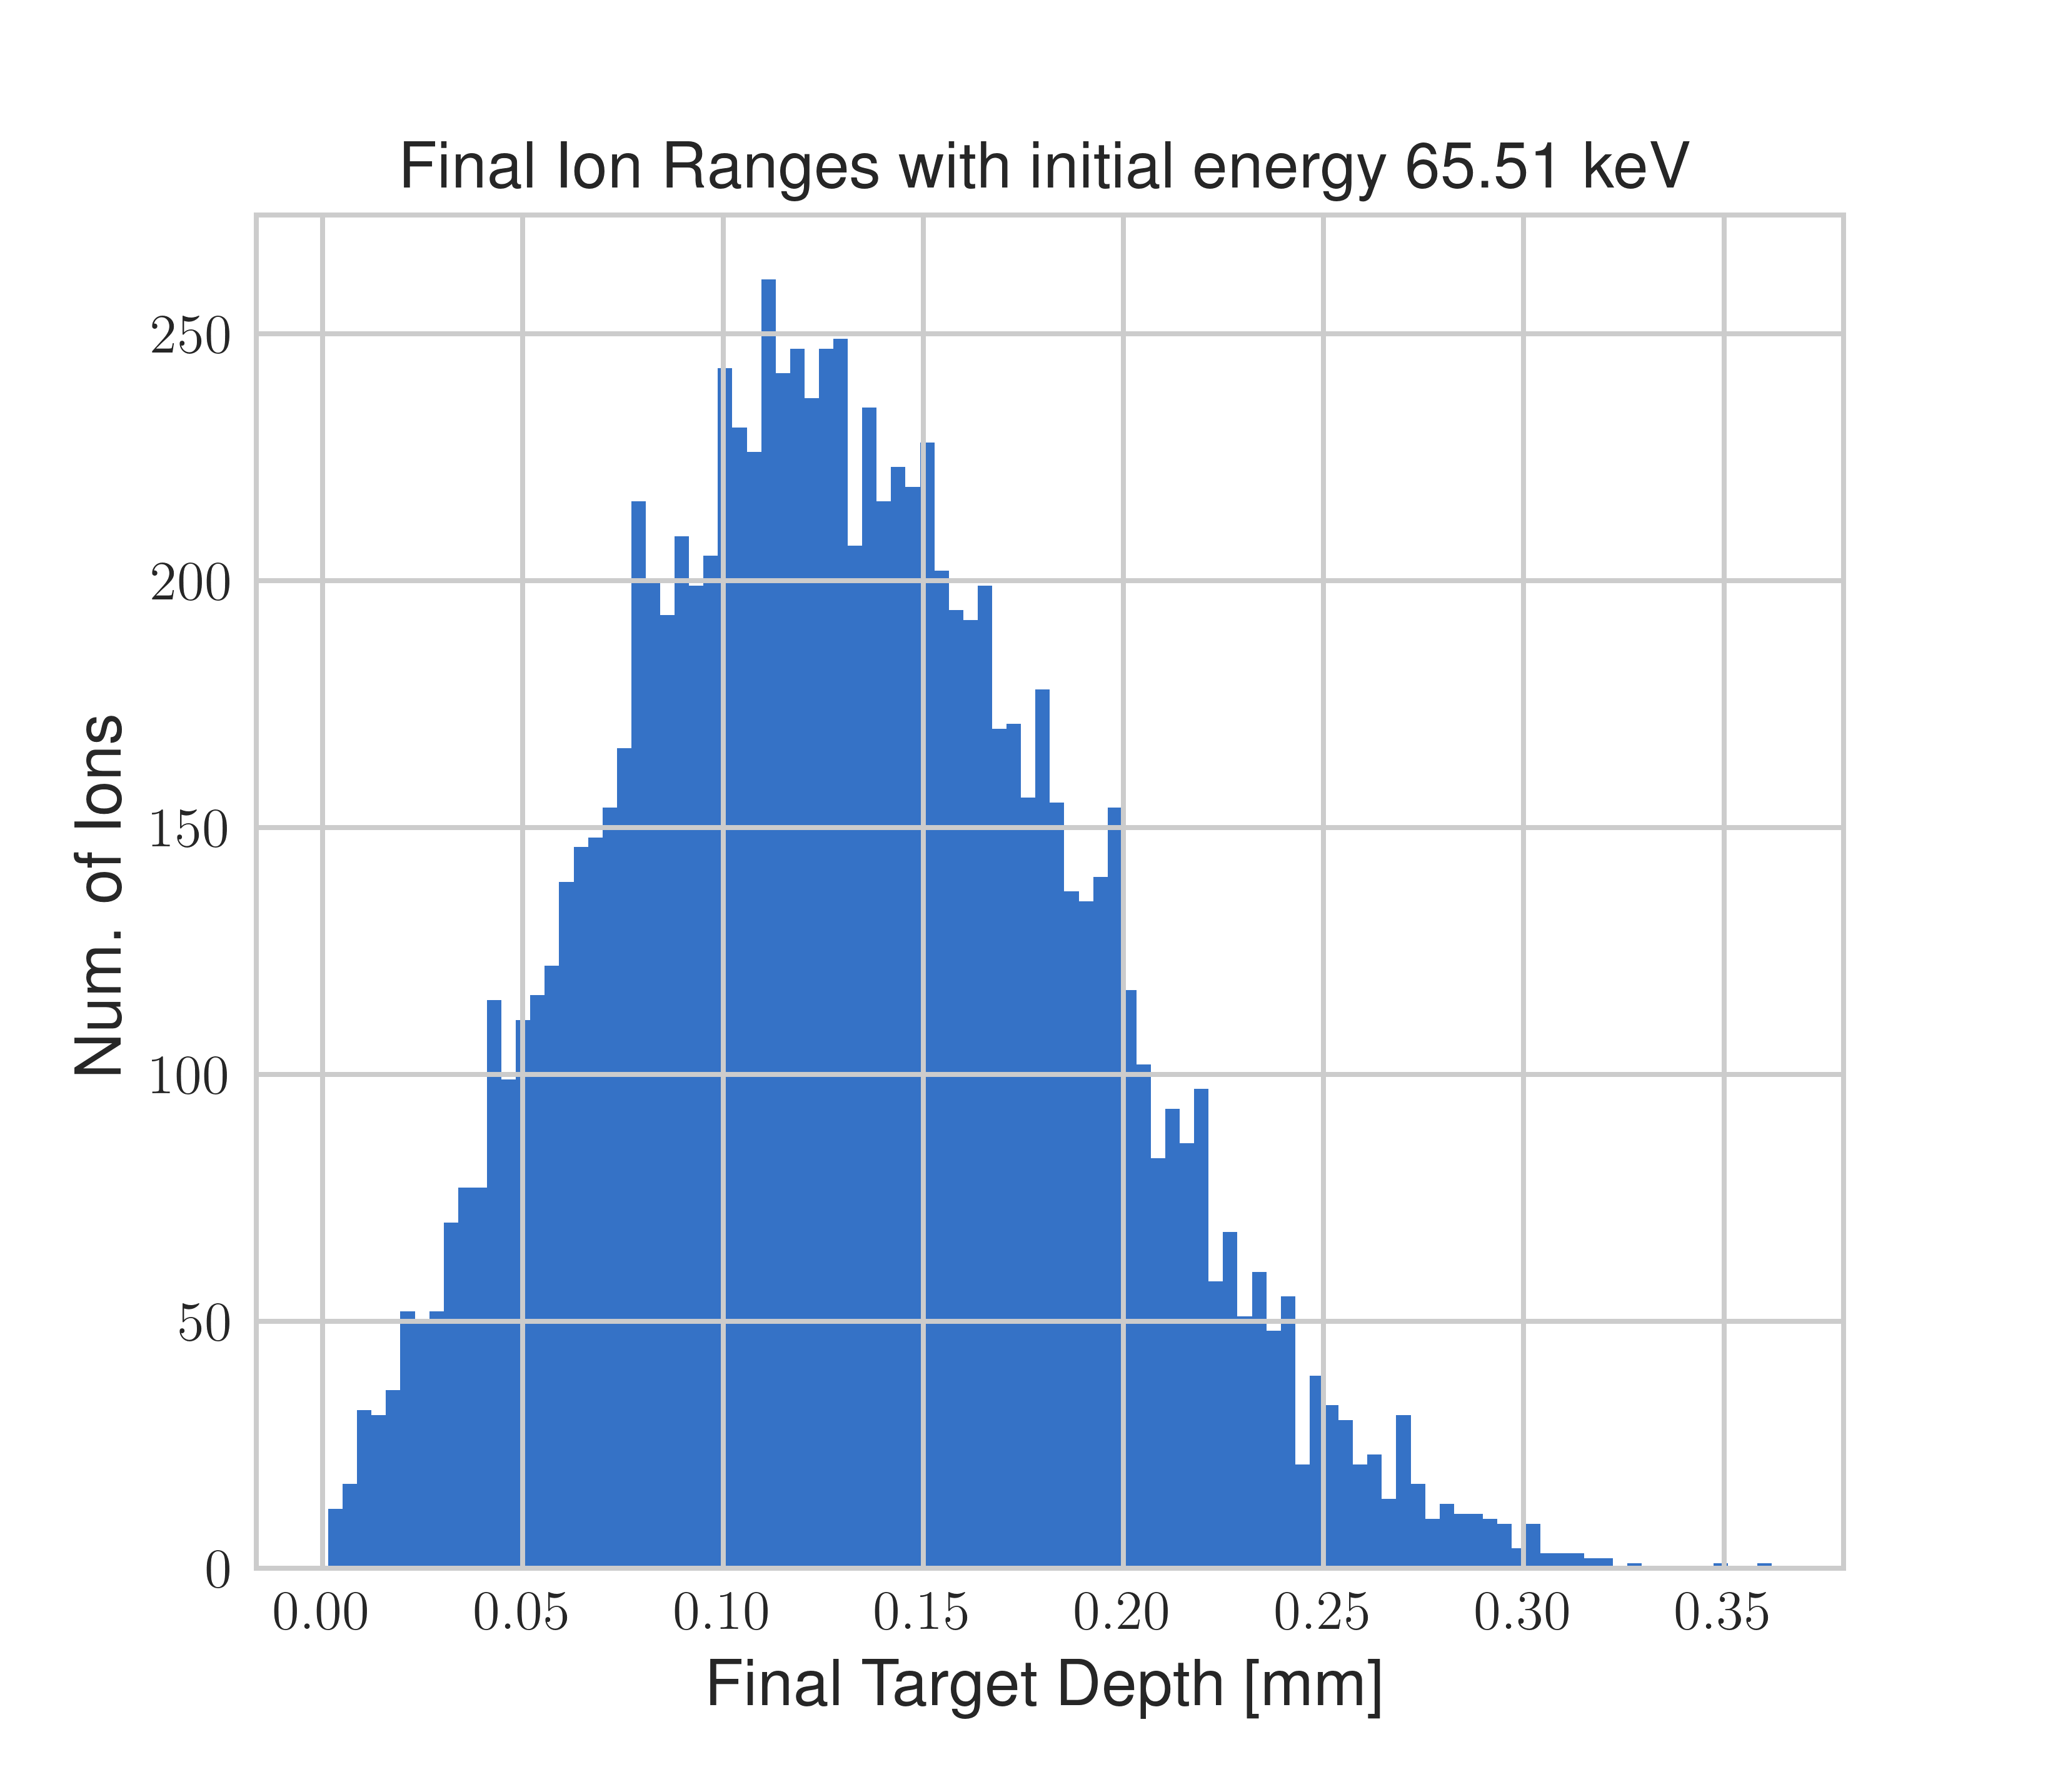 Final Ion Ranges with initial energy 65.51 keV
Num. of Ions
250
200
150
100
50
0
0.00 0.05 0.10 0.15 0.20 0.25 0.30 0.35
Final Target Depth [mm]